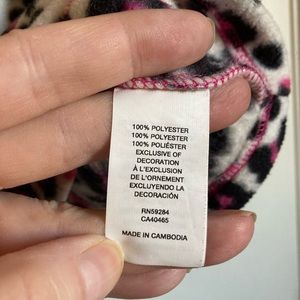 100% POLYESTER
100% POLYESTER
100% POLIÉSTER
EXCLUSIVE OF
DECORATION
À L'EXCLUSION
DE L'ORNEMENT
EXCLUYENDO LA
DECORACIÓN
RN59284
CA40465
MADE IN CAMBODIA